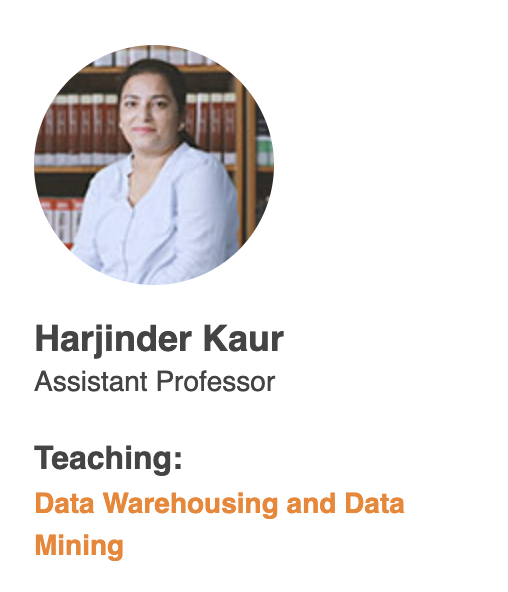 Harjinder Kaur
Assistant Professor
Teaching:
Data Warehousing and Data
Mining